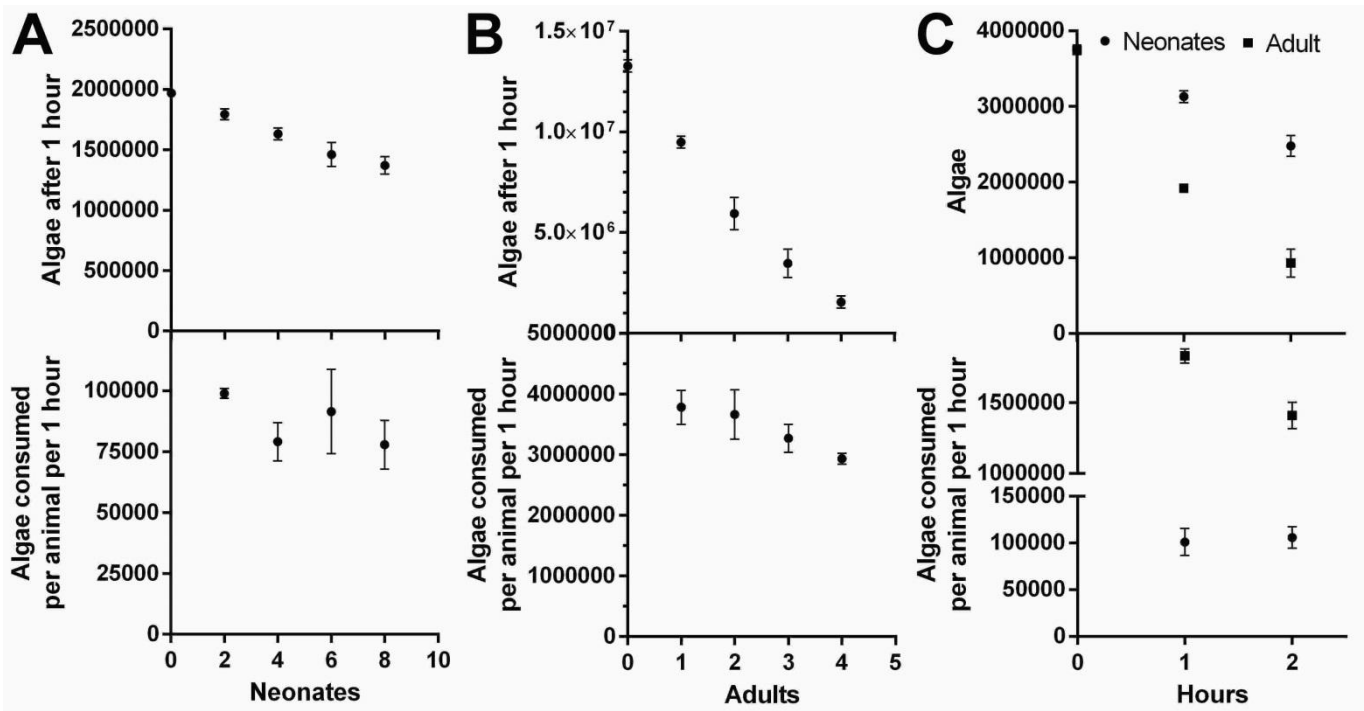 A
Algae after 1 hour
2500000
2000000
1500000
1000000
500000
0
Algae consumed
per animal per 1 hour
100000
75000
50000
25000
0
0 2 4 6 8 10
Neonates
B
Algae after 1 hour
1.5×10⁷
1.0×10⁷
5.0×10⁶
0
Algae consumed
per animal per 1 hour
5000000
4000000
3000000
2000000
1000000
0
0 1 2 3 4 5
Adults
C
Neonates Adult
Algae
4000000
3000000
2000000
1000000
0
Algae consumed
per animal per 1 hour
1500000
1000000
150000
100000
50000
0
0 1 2
Hours